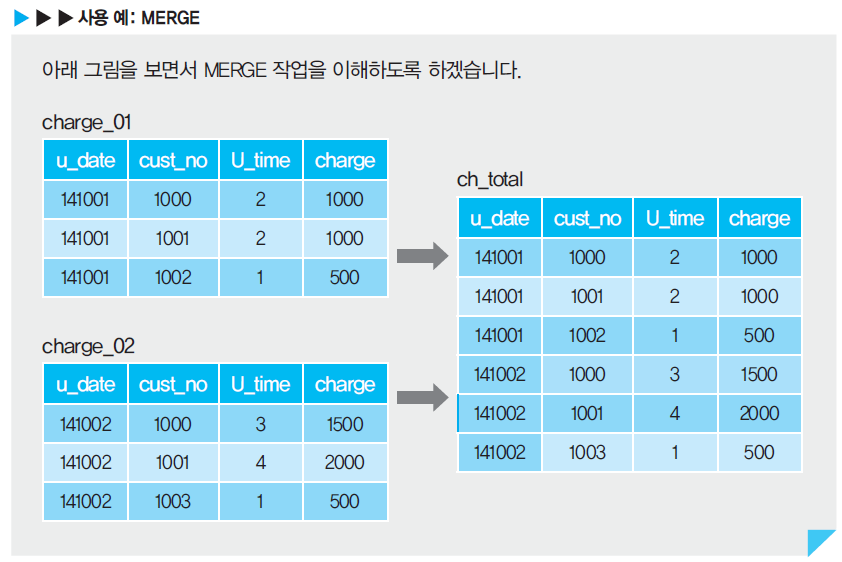 ▶ ▶ ▶ 사용 예: MERGE
아래 그림을 보면서 MERGE 작업을 이해하도록 하겠습니다.
charge_01
u_date cust_no U_time charge
141001 1000 2 1000
141001 1001 2 1000
141001 1002 1 500
charge_02
u_date cust_no U_time charge
141002 1000 3 1500
141002 1001 4 2000
141002 1003 1 500
ch_total
u_date cust_no U_time charge
141001 1000 2 1000
141001 1001 2 1000
141001 1002 1 500
141002 1000 3 1500
141002 1001 4 2000
141002 1003 1 500